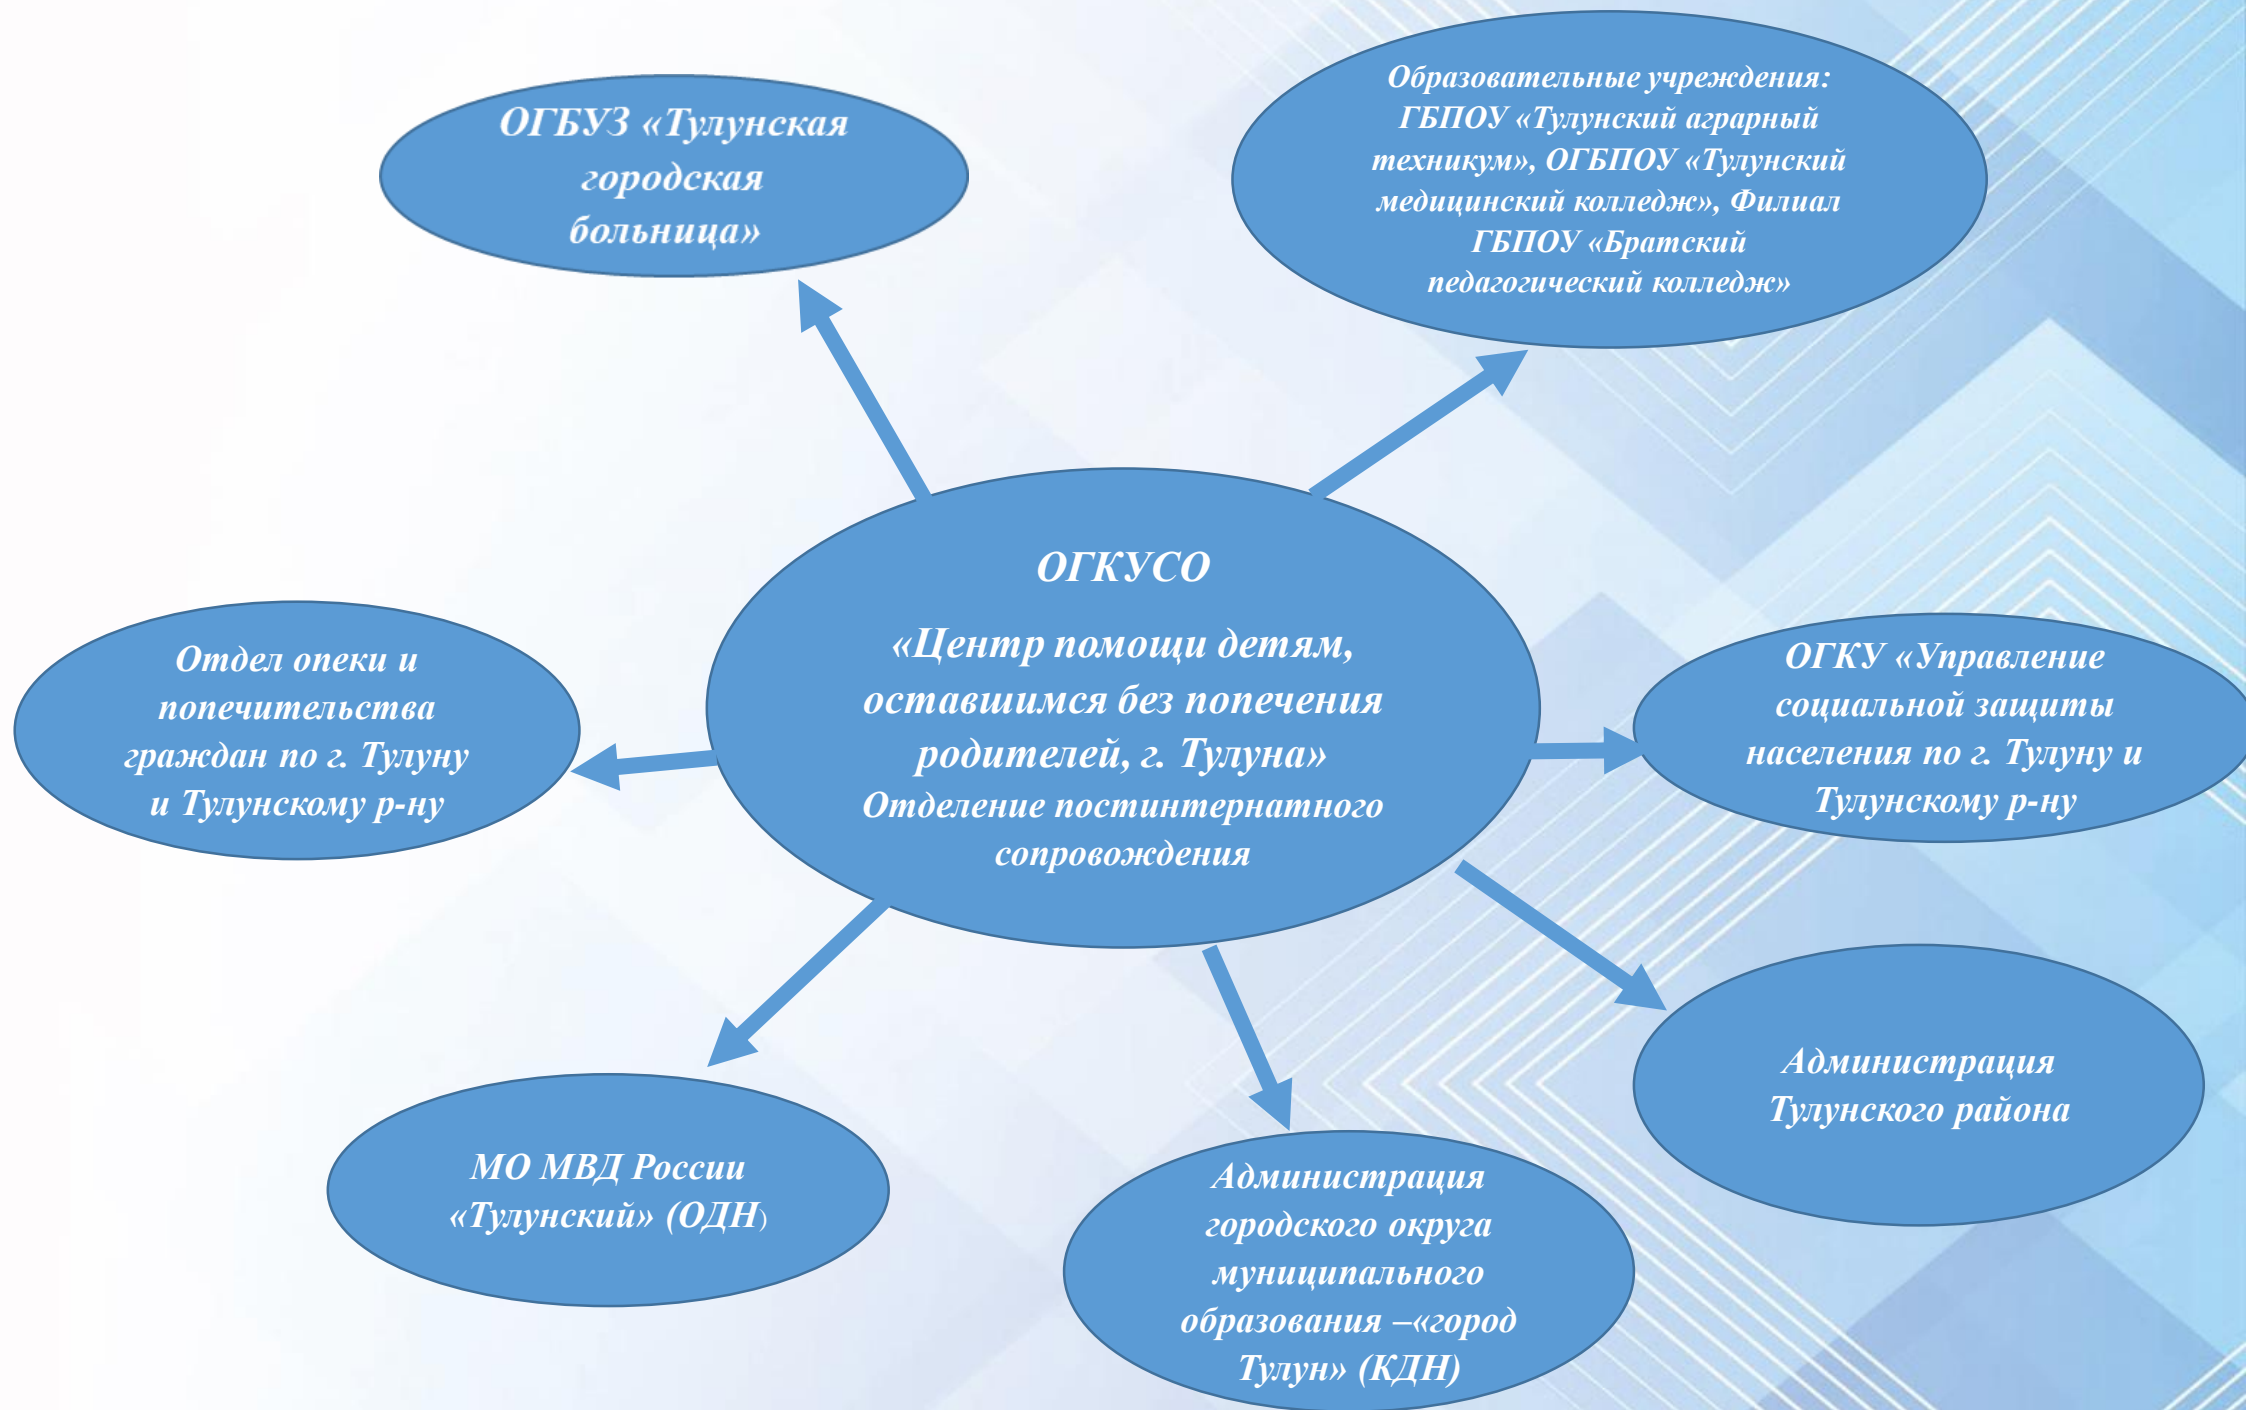 ОГБУЗ «Тулунская
городская
больница»
Образовательные учреждения:
ГБПОУ «Тулунский аграрный
техникум», ОГБПОУ «Тулунский
медицинский колледж», Филиал
ГБПОУ «Братский
педагогический колледж»
ОГКУСО
«Центр помощи детям,
оставшимся без попечения
родителей, г. Тулуна»
Отделение постинтернатного
сопровождения
Отдел опеки и
попечительства
граждан по г. Тулуну
и Тулунскому р-ну
ОГКУ «Управление
социальной защиты
населения по г. Тулуну и
Тулунскому р-ну
МО МВД России
«Тулунский» (ОДН)
Администрация
городского округа
муниципального
образования –«город
Тулун» (КДН)
Администрация
Тулунского района